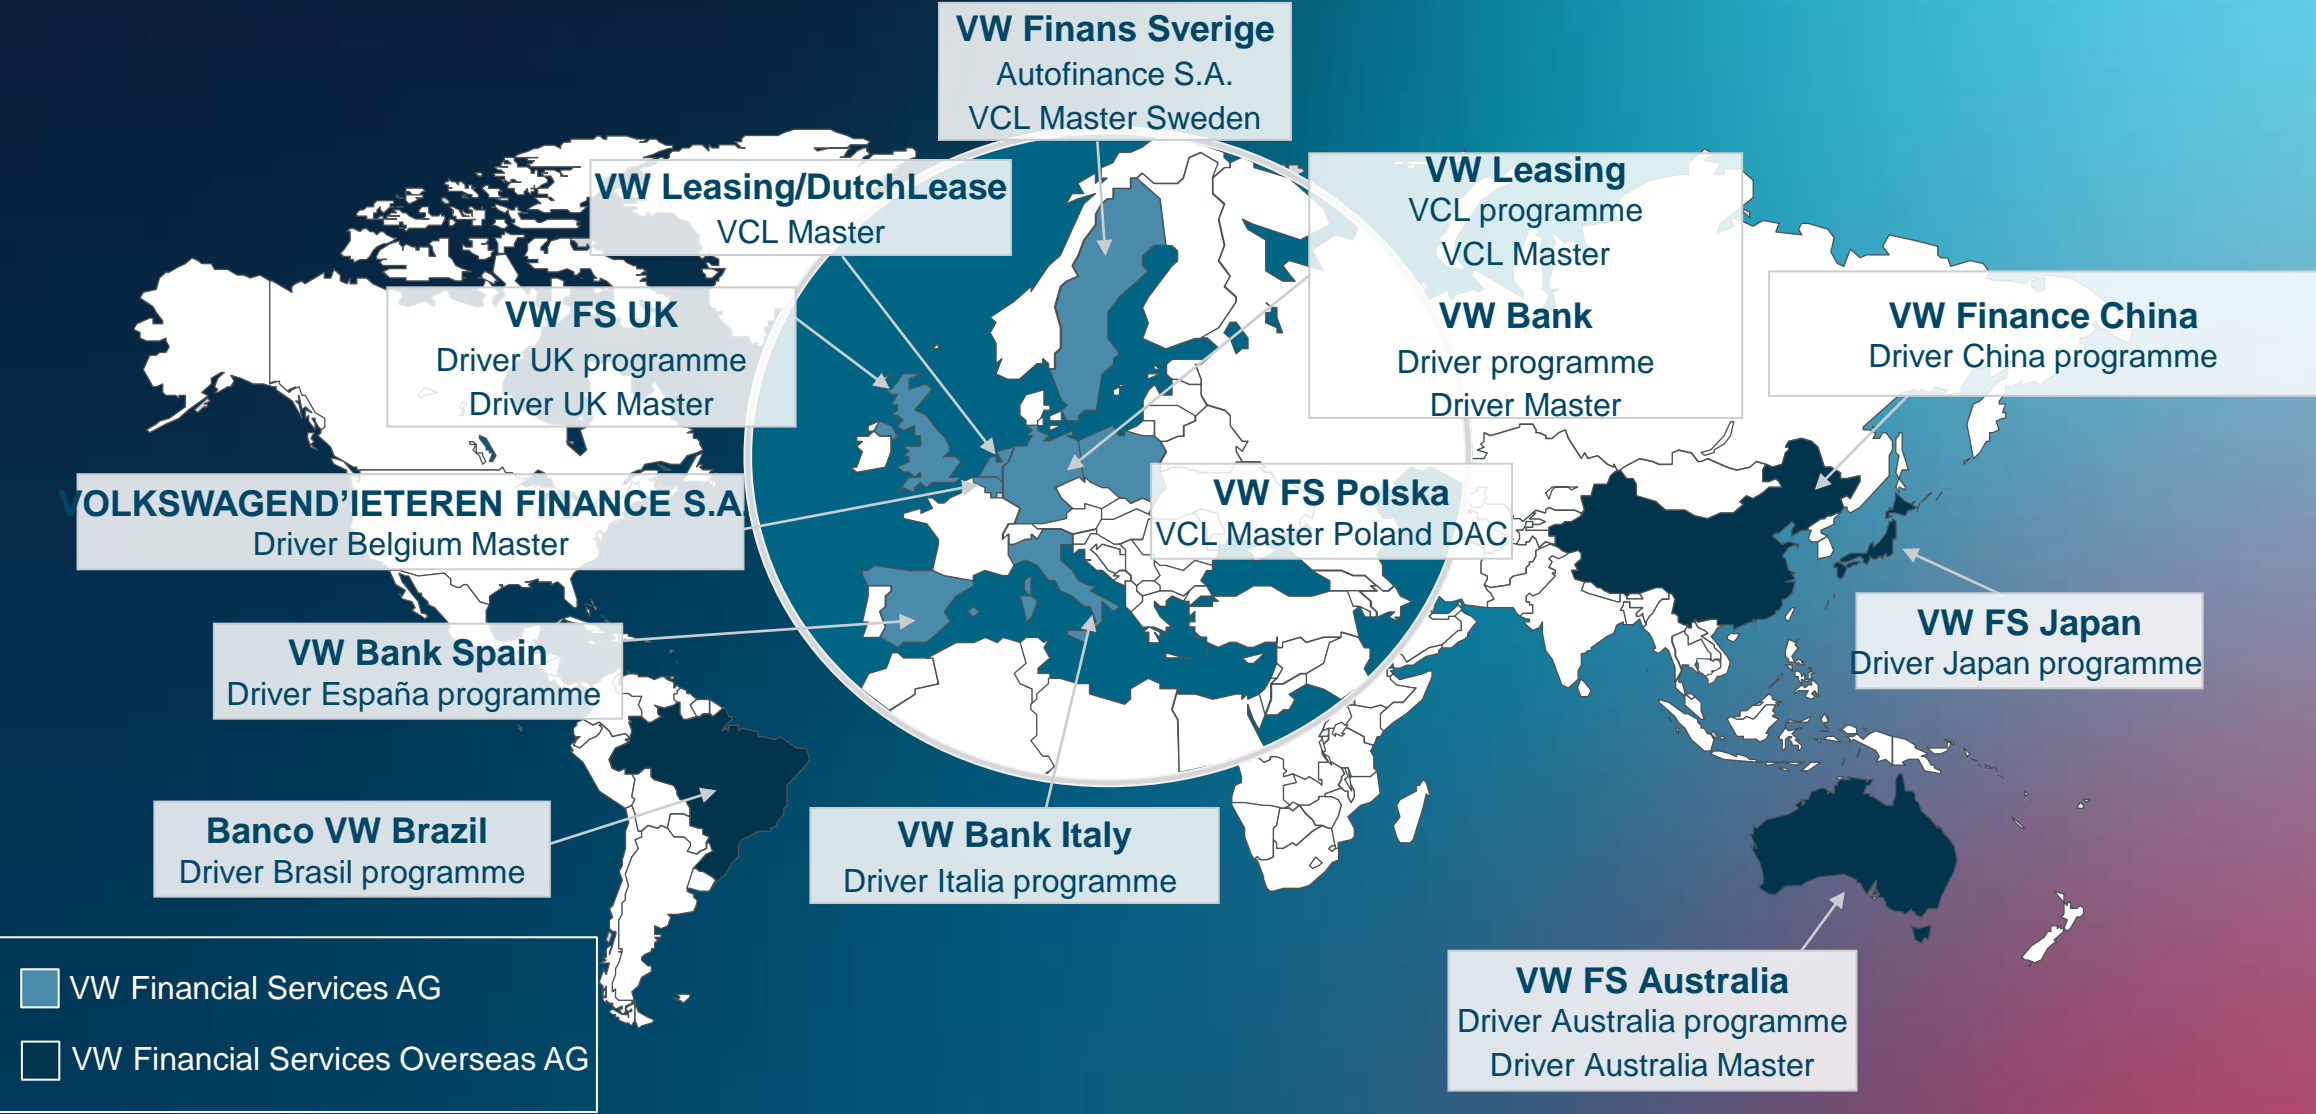 VW Finans Sverige
Autofinance S.A.
VCL Master Sweden
VW Leasing/DutchLease
VCL Master
VW Leasing
VCL programme
VCL Master
VW Bank
Driver programme
Driver Master
VW FS UK
Driver UK programme
Driver UK Master
VW Finance China
Driver China programme
VOLKSWAGEND’IETEREN FINANCE S.A.
Driver Belgium Master
VW FS Polska
VCL Master Poland DAC
VW Bank Spain
Driver España programme
VW FS Japan
Driver Japan programme
Banco VW Brazil
Driver Brasil programme
VW Bank Italy
Driver Italia programme
VW FS Australia
Driver Australia programme
Driver Australia Master
VW Financial Services AG
VW Financial Services Overseas AG